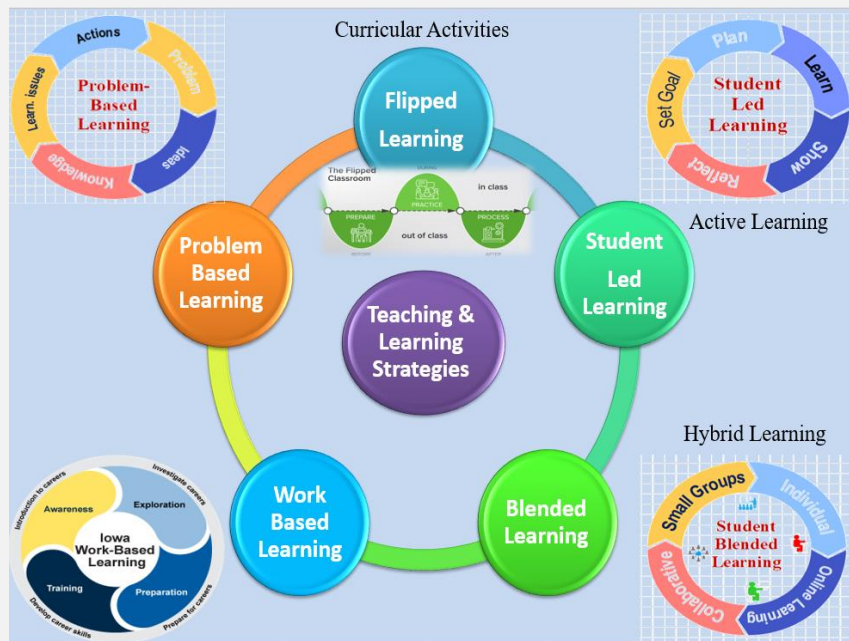 Curricular Activities
Actions
Problem
Ideas
Knowledge
Learn. issues
Problem-
Based
Learning
Flipped
Learning
The Flipped
Classroom
in class
PRACTICE
PREPARE
PROCESS
out of class
AFTER
Plan
Learn
Show
Reflect
Set Goal
Student
Led
Learning
Active Learning
Problem
Based
Learning
Student
Led
Learning
Teaching &
Learning
Strategies
Work
Based
Learning
Blended
Learning
Introduction to careers
Investigate careers
Awareness
Exploration
Iowa
Work-Based
Learning
Training
Preparation
Develop career skills
Prepare for careers
Hybrid Learning
Small Groups
Individual
Online Learning
Collaborative
Student
Blended
Learning